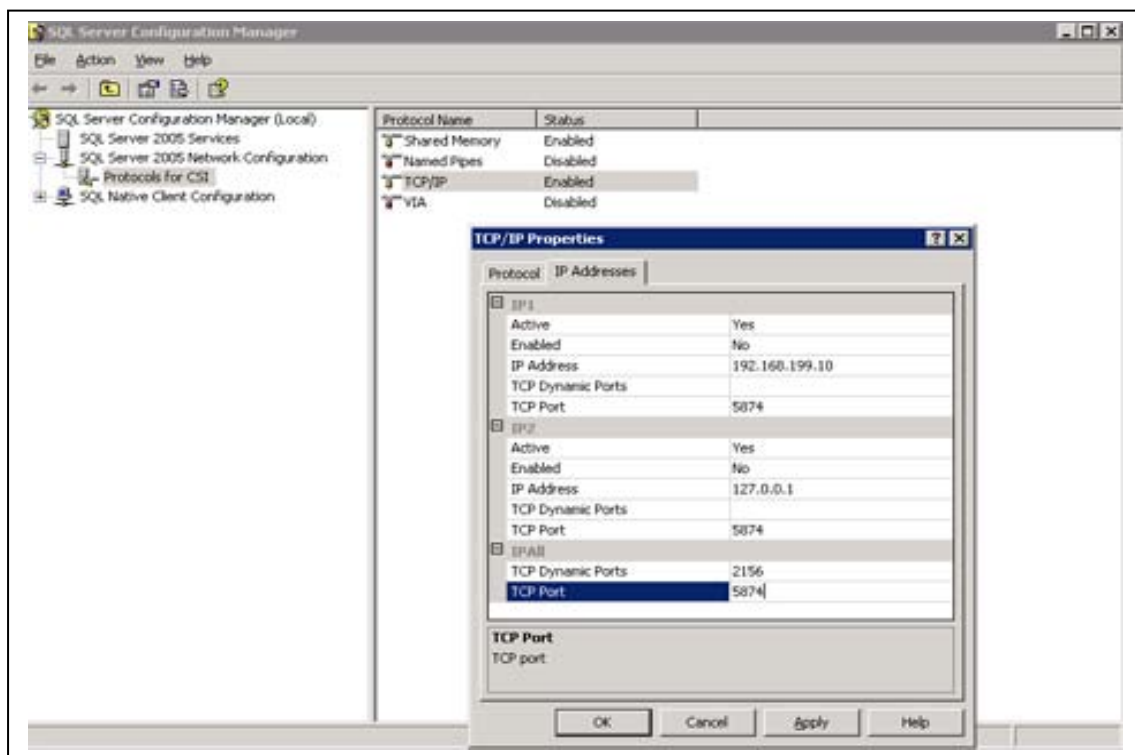 SQL Server Configuration Manager
File Action View Help
SQL Server Configuration Manager (Local)
SQL Server 2005 Services
SQL Server 2005 Network Configuration
Protocols for CSI
SQL Native Client Configuration
Protocol Name Status
Shared Memory Enabled
Named Pipes Disabled
TCP/IP Enabled
VIA Disabled
TCP/IP Properties
Protocol IP Addresses
IP1
Active Yes
Enabled No
IP Address 192.168.199.10
TCP Dynamic Ports
TCP Port 5874
IP2
Active Yes
Enabled No
IP Address 127.0.0.1
TCP Dynamic Ports
TCP Port 5874
IPAll
TCP Dynamic Ports 2156
TCP Port 5874
TCP Port
TCP port
OK Cancel Apply Help